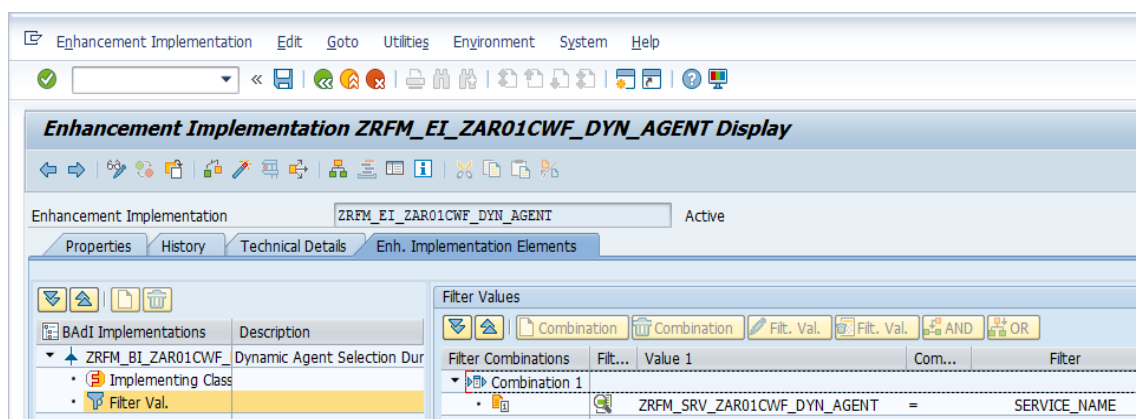 Enhancement Implementation Edit Goto Utilities Environment System Help
Enhancement Implementation ZRFM_EI_ZAR01CWF_DYN_AGENT Display
Enhancement Implementation ZRFM_EI_ZAR01CWF_DYN_AGENT Active
Properties History Technical Details Enh. Implementation Elements
Filter Values
Combination Combination Filt. Val. Filt. Val. AND OR
BAdI Implementations Description
Filter Combinations Filt... Value 1 Com... Filter
ZRFM_BI_ZAR01CWF_ Dynamic Agent Selection Dur
Combination 1
Implementing Class
Filter Val.
1 ZRFM_SRV_ZAR01CWF_DYN_AGENT = SERVICE_NAME